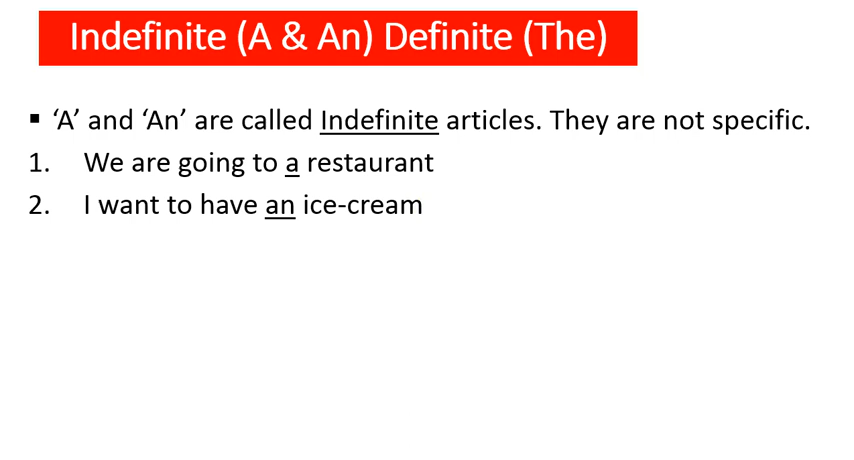 Indefinite (A & An) Definite (The)
▪ ‘A’ and ‘An’ are called Indefinite articles. They are not specific.
1. We are going to a restaurant
2. I want to have an ice-cream